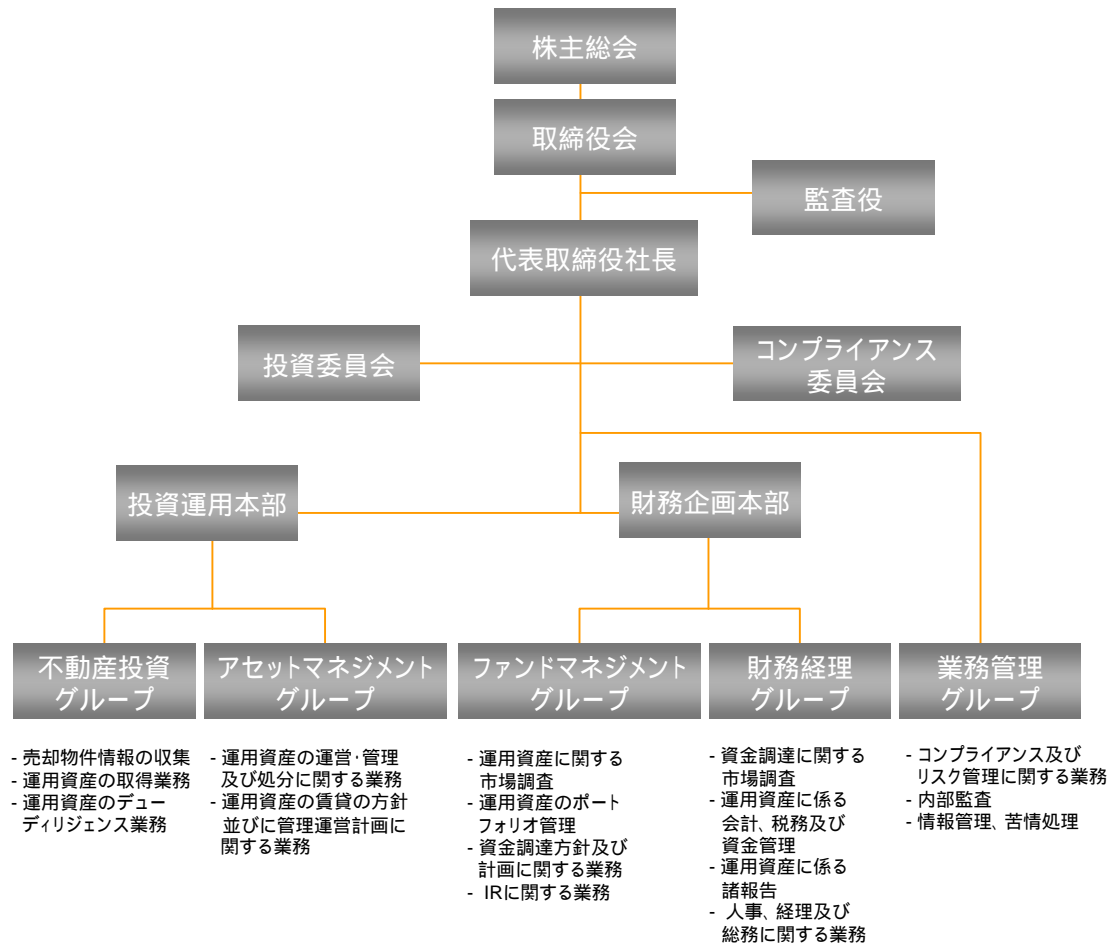 株主総会
取締役会
監査役
代表取締役社長
投資委員会
コンプライアンス
委員会
投資運用本部
財務企画本部
不動産投資
グループ
アセットマネジメント
グループ
ファンドマネジメント
グループ
財務経理
グループ
業務管理
グループ
- 売却物件情報の収集
- 運用資産の取得業務
- 運用資産のデュー
ディリジェンス業務
- 運用資産の運営・管理
及び処分に関する業務
- 運用資産の賃貸の方針
並びに管理運営計画に
関する業務
- 運用資産に関する
市場調査
- 運用資産のポート
フォリオ管理
- 資金調達方針及び
計画に関する業務
- IRに関する業務
- 資金調達に関する
市場調査
- 運用資産に係る
会計、税務及び
資金管理
- 運用資産に係る
諸報告
- 人事、経理及び
総務に関する業務
- コンプライアンス及び
リスク管理に関する業務
- 内部監査
- 情報管理、苦情処理